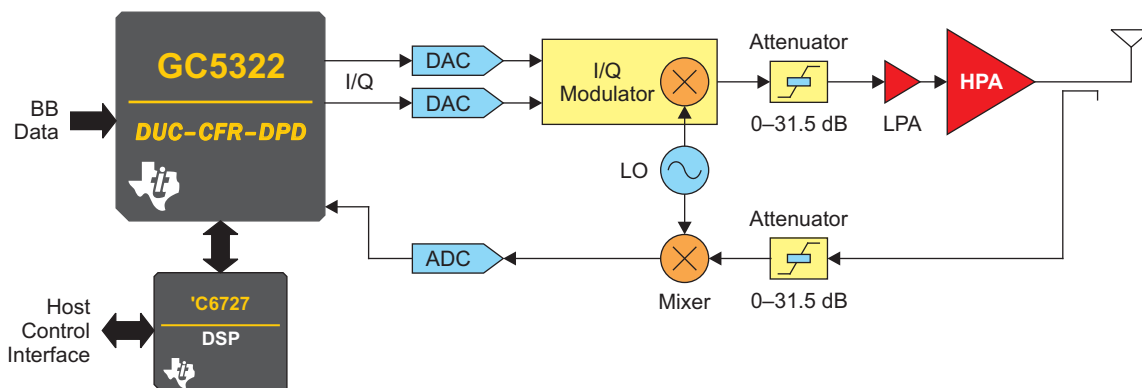 GC5322
DUC-CFR-DPD
BB
Data
I/Q
DAC
DAC
I/Q
Modulator
Attenuator
0–31.5 dB
LPA
HPA
LO
ADC
Mixer
Attenuator
0–31.5 dB
Host
Control
Interface
'C6727
DSP